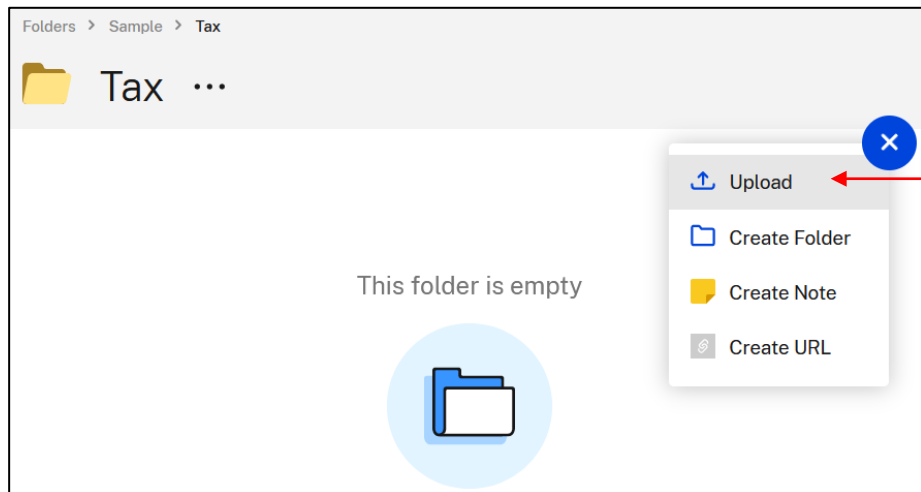 Folders > Sample > Tax
Tax ...
Upload
Create Folder
This folder is empty
Create Note
Create URL